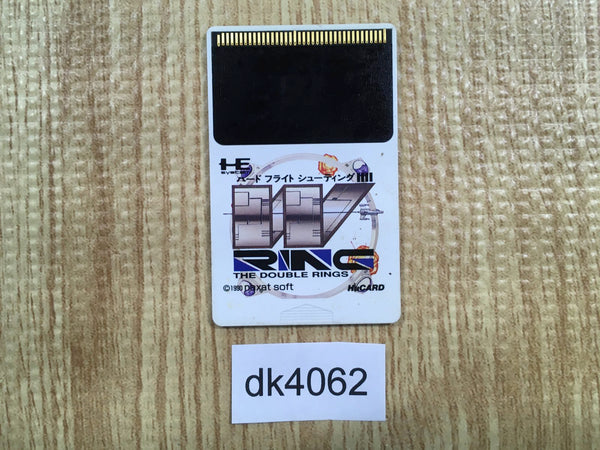 HE
SYSTEM
ハード フライト シューティング !!!!
W
RING
THE DOUBLE RINGS
©1990 naxat soft
HuCARD
dk4062